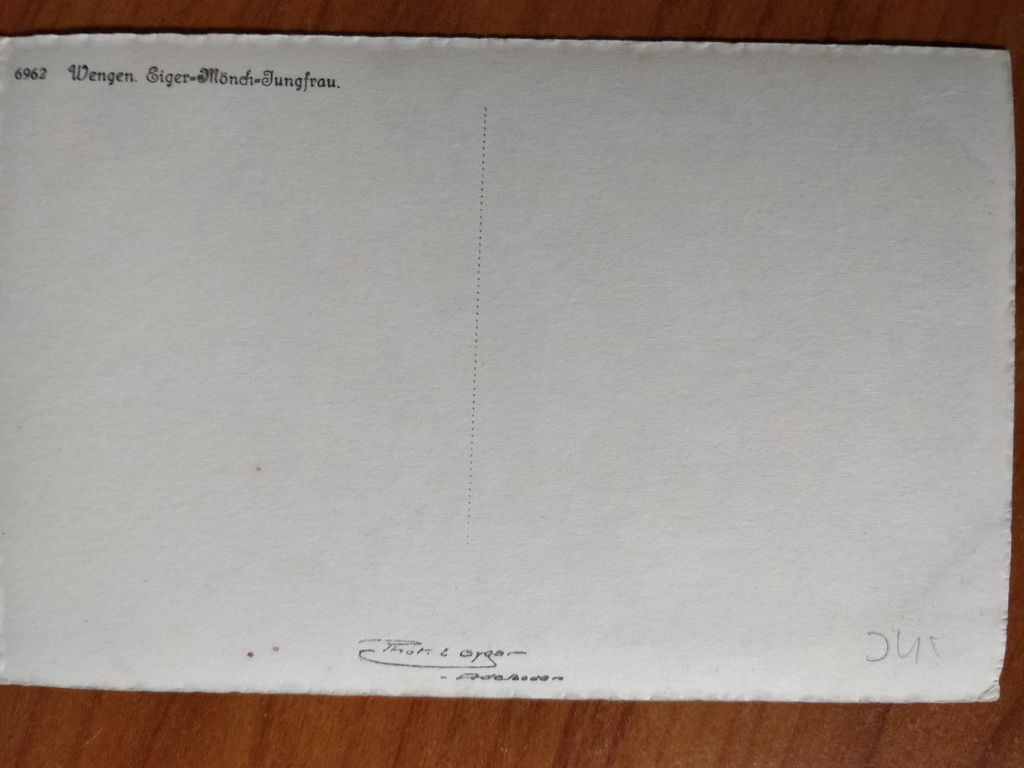 6962 Wengen. Eiger-Mönch-Jungfrau.
Phot. E. Gyger
- Adelboden